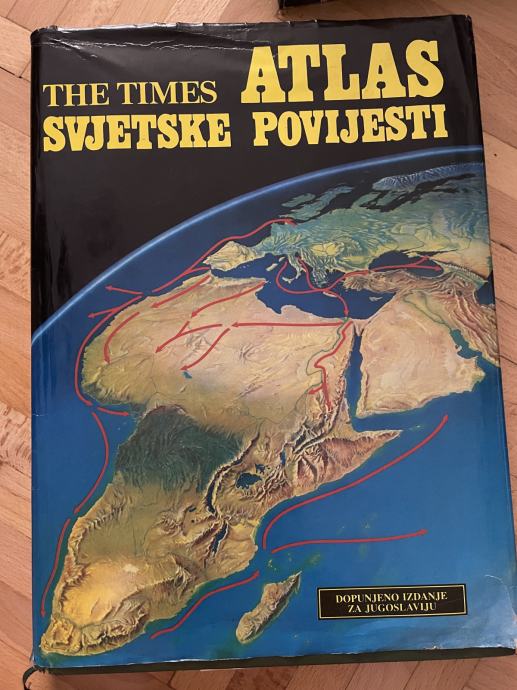 THE TIMES ATLAS
SVJETSKE POVIJESTI
DOPUNJENO IZDANJE
ZA JUGOSLAVIJU